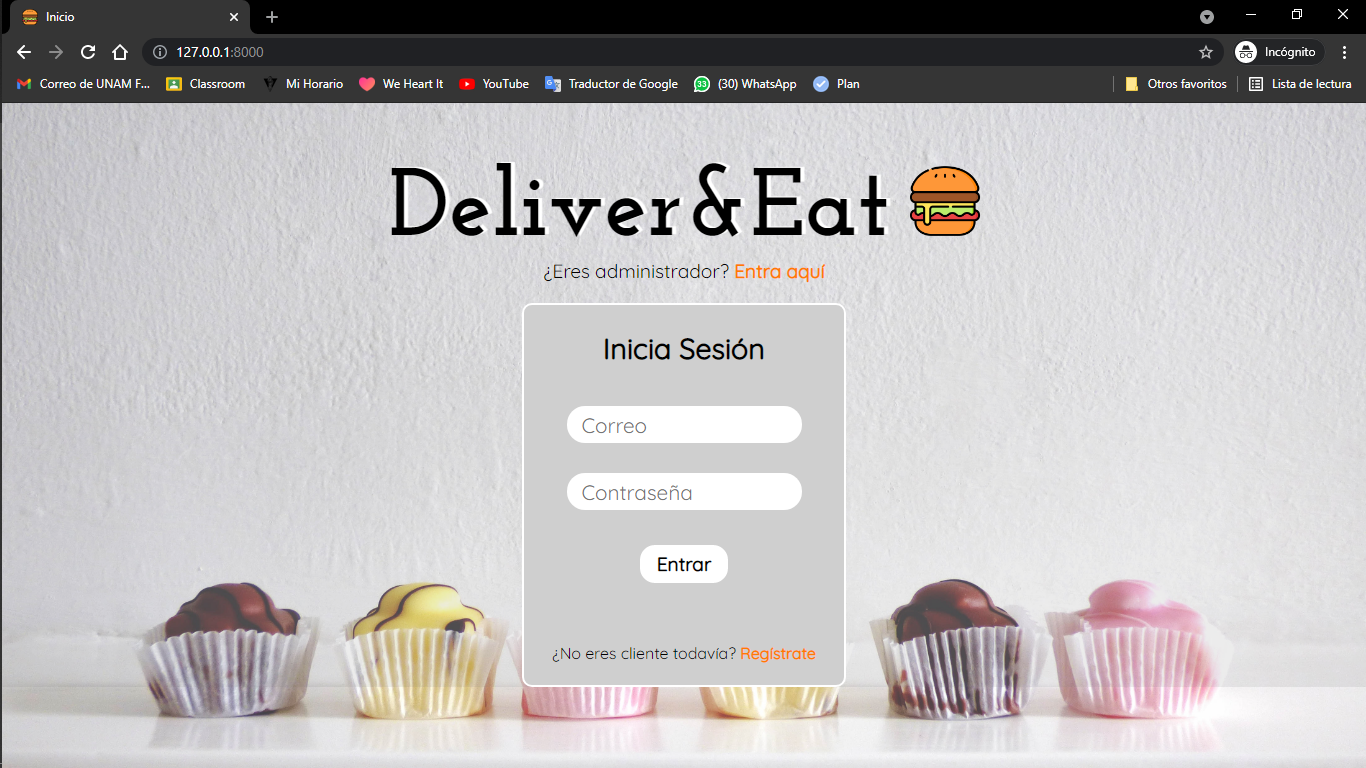 Inicio
127.0.0.1:8000
Incógnito
Correo de UNAM F... Classroom Mi Horario We Heart It YouTube Traductor de Google 33 (30) WhatsApp Plan Otros favoritos Lista de lectura
Deliver&Eat
¿Eres administrador? Entra aquí
Inicia Sesión
Correo
Contraseña
Entrar
¿No eres cliente todavía? Regístrate